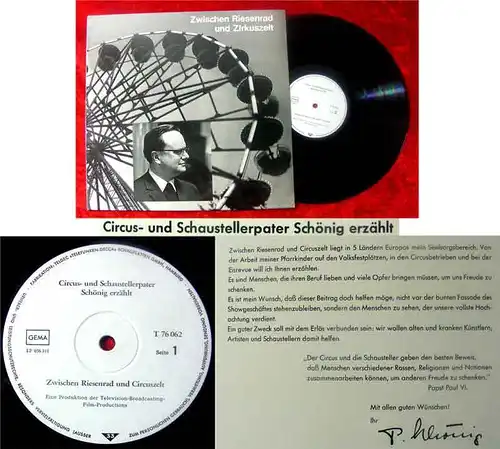 Zwischen Riesenrad
und Zirkuszelt
Circus- und Schaustellerpater Schönig erzählt
Circus- und Schaustellerpater
Schönig erzählt
GEMA
T 76 062
Seite 1
Zwischen Riesenrad und Circuszelt
Eine Produktion der Television-Broadcasting-
Film-Productions
33
Zwischen Riesenrad und Circuszelt liegt in 5 Ländern Europas mein Seelsorgsbereich. Von
der Arbeit meiner Pfarrkinder auf den Volksfestplätzen, in den Circusbetrieben und bei der
Eisrevue will ich Ihnen erzählen.
Es sind Menschen, die ihren Beruf lieben und viele Opfer bringen müssen, um uns Freude zu
schenken.
Es ist mein Wunsch, daß dieser Beitrag doch helfen möge, nicht vor der bunten Fassade des
Showgeschäftes stehenzubleiben, sondern den Menschen zu sehen, der unsere vollste Hoch-
achtung verdient.
Ein guter Zweck soll mit dem Erlös verbunden sein: wir wollen alten und kranken Künstlern,
Artisten und Schaustellern damit helfen.
„Der Circus und die Schausteller geben den besten Beweis,
daß Menschen verschiedener Rassen, Religionen und Nationen
zusammenarbeiten können, um anderen Freude zu schenken."
Papst Paul VI.
Mit allen guten Wünschen!
Ihr
P. Schönig